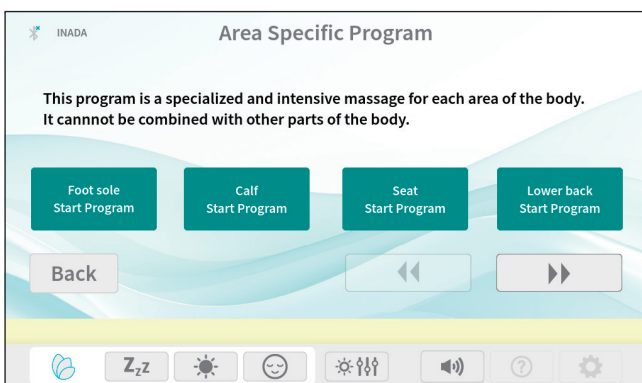 INADA
Area Specific Program
This program is a specialized and intensive massage for each area of the body.
It cannnot be combined with other parts of the body.
Foot sole
Start Program
Calf
Start Program
Seat
Start Program
Lower back
Start Program
Back
ZzZ
?